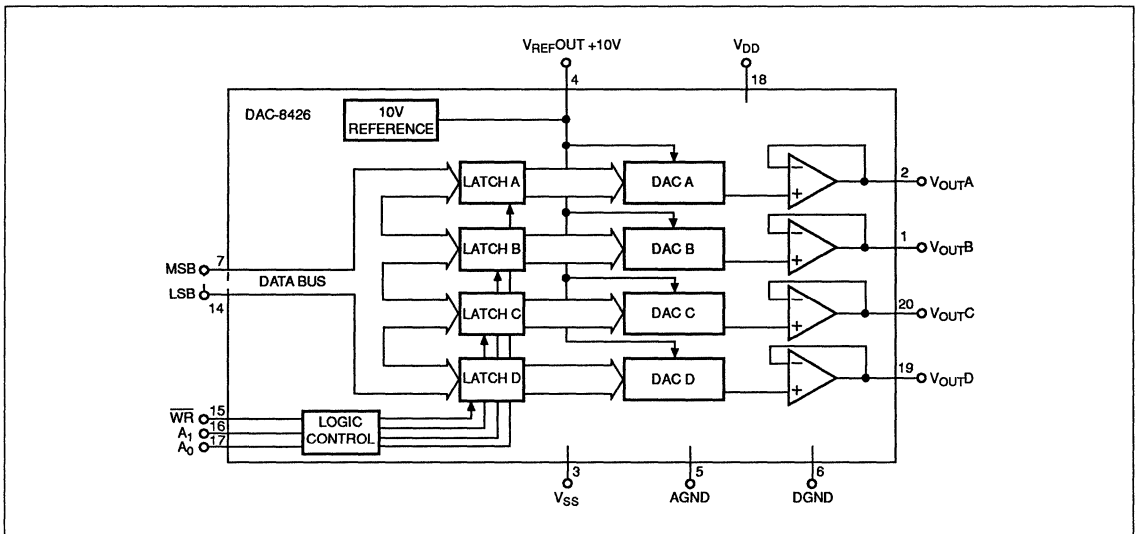 VREFOUT +10V
VDD
4
18
DAC-8426
10V
REFERENCE
LATCH A
DAC A
−
+
2
VOUTA
LATCH B
DAC B
−
+
1
VOUTB
MSB
7
DATA BUS
LSB
14
LATCH C
DAC C
−
+
20
VOUTC
LATCH D
DAC D
−
+
19
VOUTD
WR
15
A1
16
A0
17
LOGIC
CONTROL
3
VSS
5
AGND
6
DGND